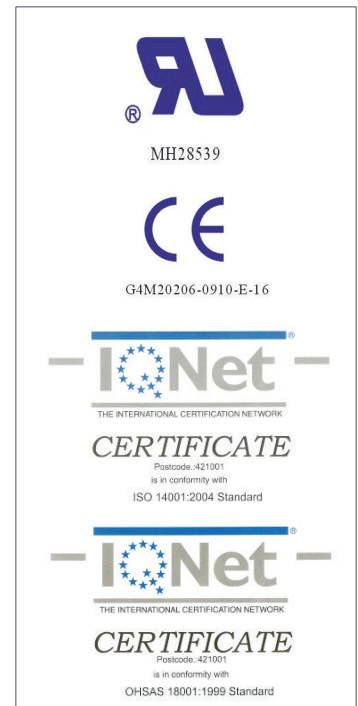 ®
MH28539
CE
G4M20206-0910-E-16
®
IQNet
THE INTERNATIONAL CERTIFICATION NETWORK
CERTIFICATE
Postcode.:421001
is in conformity with
ISO 14001:2004 Standard
®
IQNet
THE INTERNATIONAL CERTIFICATION NETWORK
CERTIFICATE
Postcode.:421001
is in conformity with
OHSAS 18001:1999 Standard